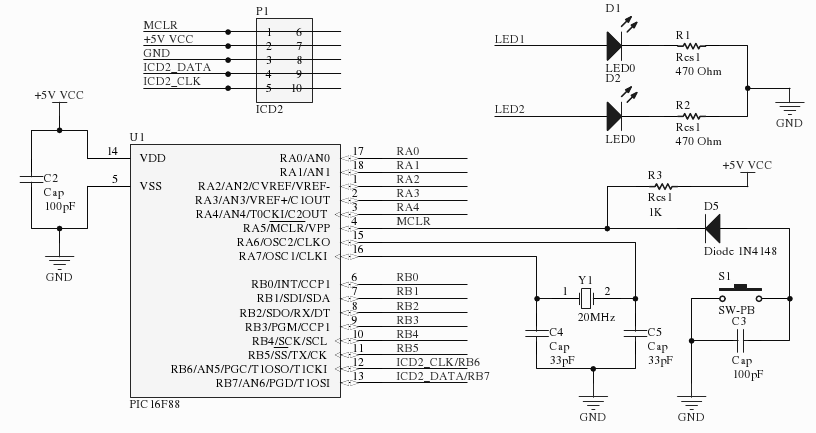 P1
MCLR 1 6
+5V VCC 2 7
GND 3 8
ICD2_DATA 4 9
ICD2_CLK 5 10
ICD2
D1
LED1
R1
Rcs1
470 Ohm
LED0
D2
LED2
R2
Rcs1
470 Ohm
LED0
GND
+5V VCC
C2
Cap
100pF
GND
U1
14 VDD
5 VSS
RA0/AN0 17 RA0
RA1/AN1 18 RA1
RA2/AN2/CVREF/VREF- 1 RA2
RA3/AN3/VREF+/C1OUT 2 RA3
RA4/AN4/T0CKI/C2OUT 3 RA4
RA5/MCLR/VPP 4 MCLR
RA6/OSC2/CLKO 15
RA7/OSC1/CLKI 16
RB0/INT/CCP1 6 RB0
RB1/SDI/SDA 7 RB1
RB2/SDO/RX/DT 8 RB2
RB3/PGM/CCP1 9 RB3
RB4/SCK/SCL 10 RB4
RB5/SS/TX/CK 11 RB5
RB6/AN5/PGC/T1OSO/T1CKI 12 ICD2_CLK/RB6
RB7/AN6/PGD/T1OSI 13 ICD2_DATA/RB7
PIC16F88
R3
Rcs1
1K
+5V VCC
D5
Diode 1N4148
Y1
1 2
20MHz
C4
Cap
33pF
C5
Cap
33pF
GND
S1
SW-PB
C3
Cap
100pF
GND